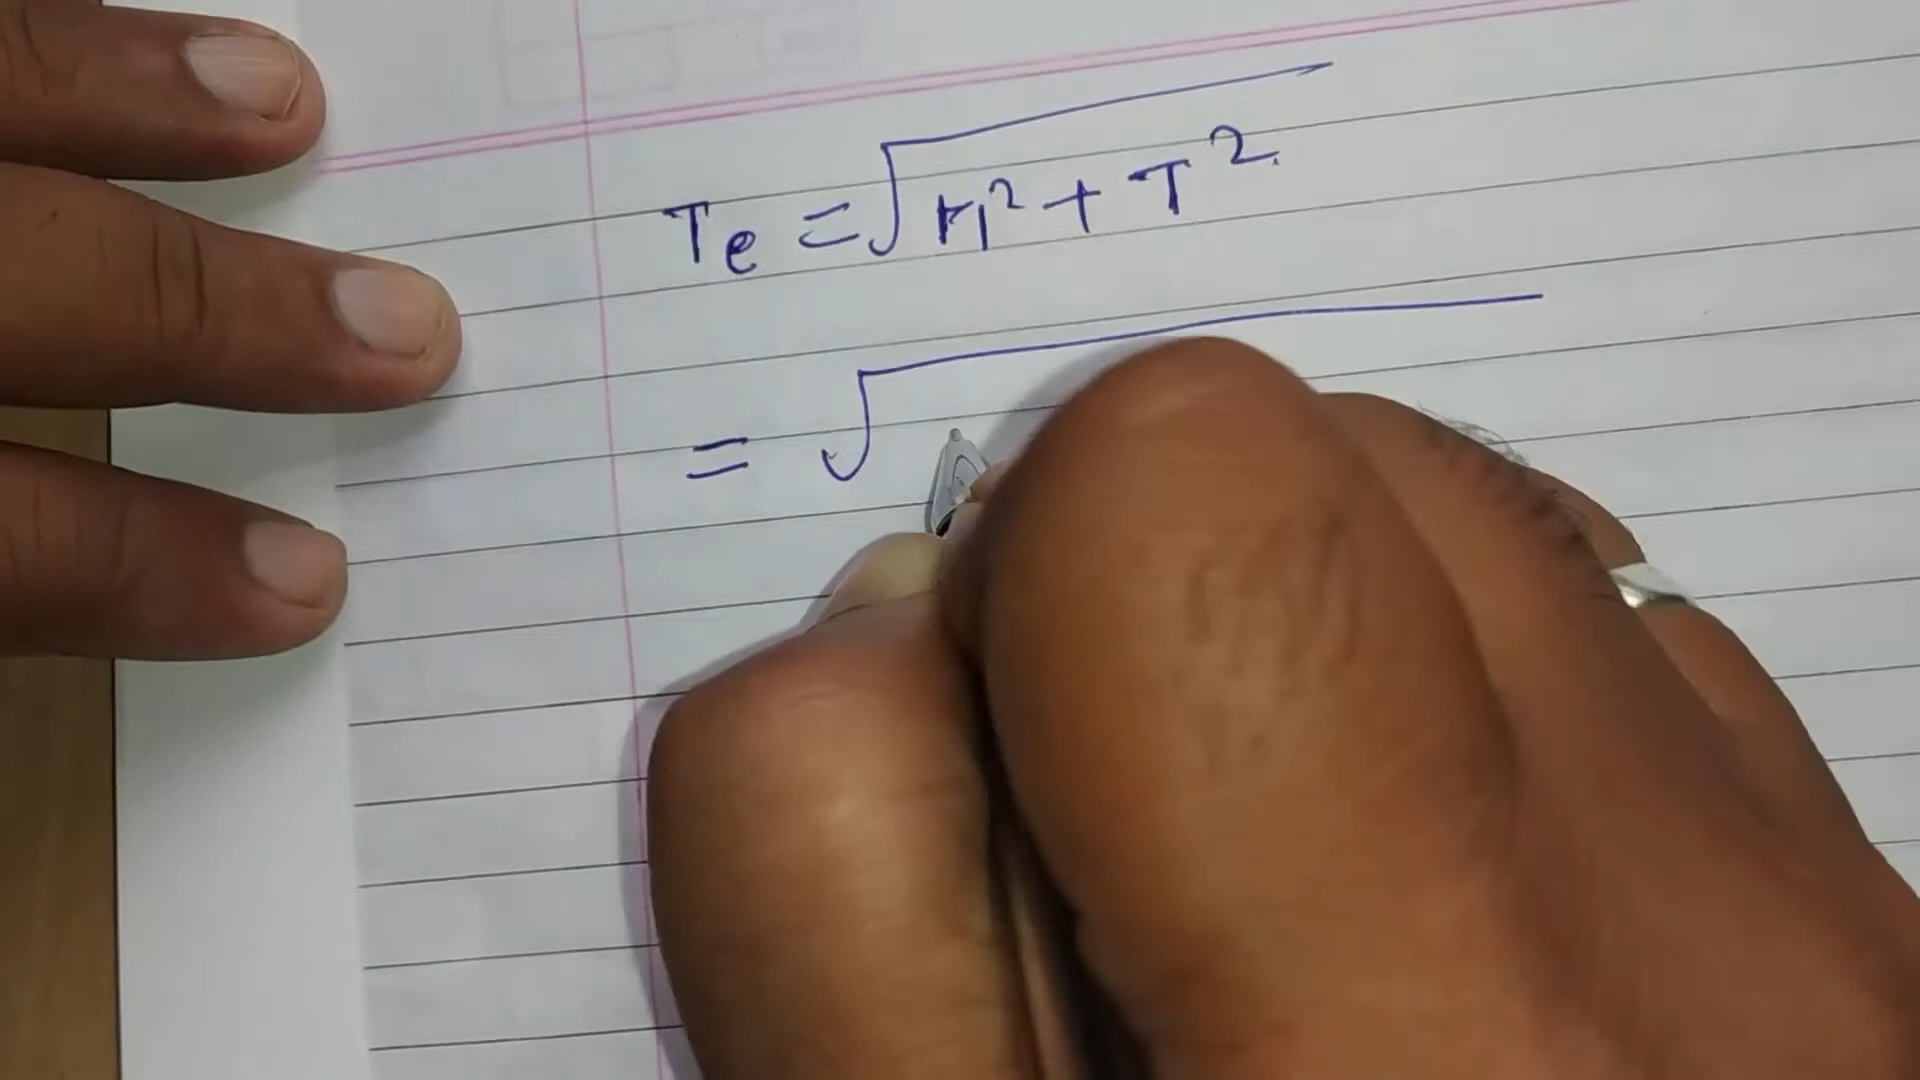 Te = √M² + T²
= √